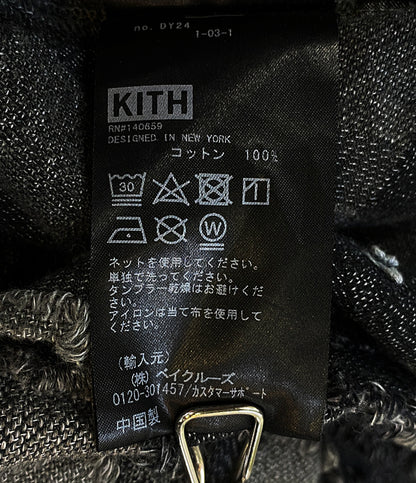 no. DY24
1-03-1
KITH
RN#140659
DESIGNED IN NEW YORK
コットン 100%
30
W
ネットを使用してください。
単独で洗ってください。
タンブラー乾燥はお避けくだ
さい。
アイロンは当て布を使用して
ください。
(輸入元)
(株) ベイクルーズ
0120-301457/カスタマーサポート
中国製